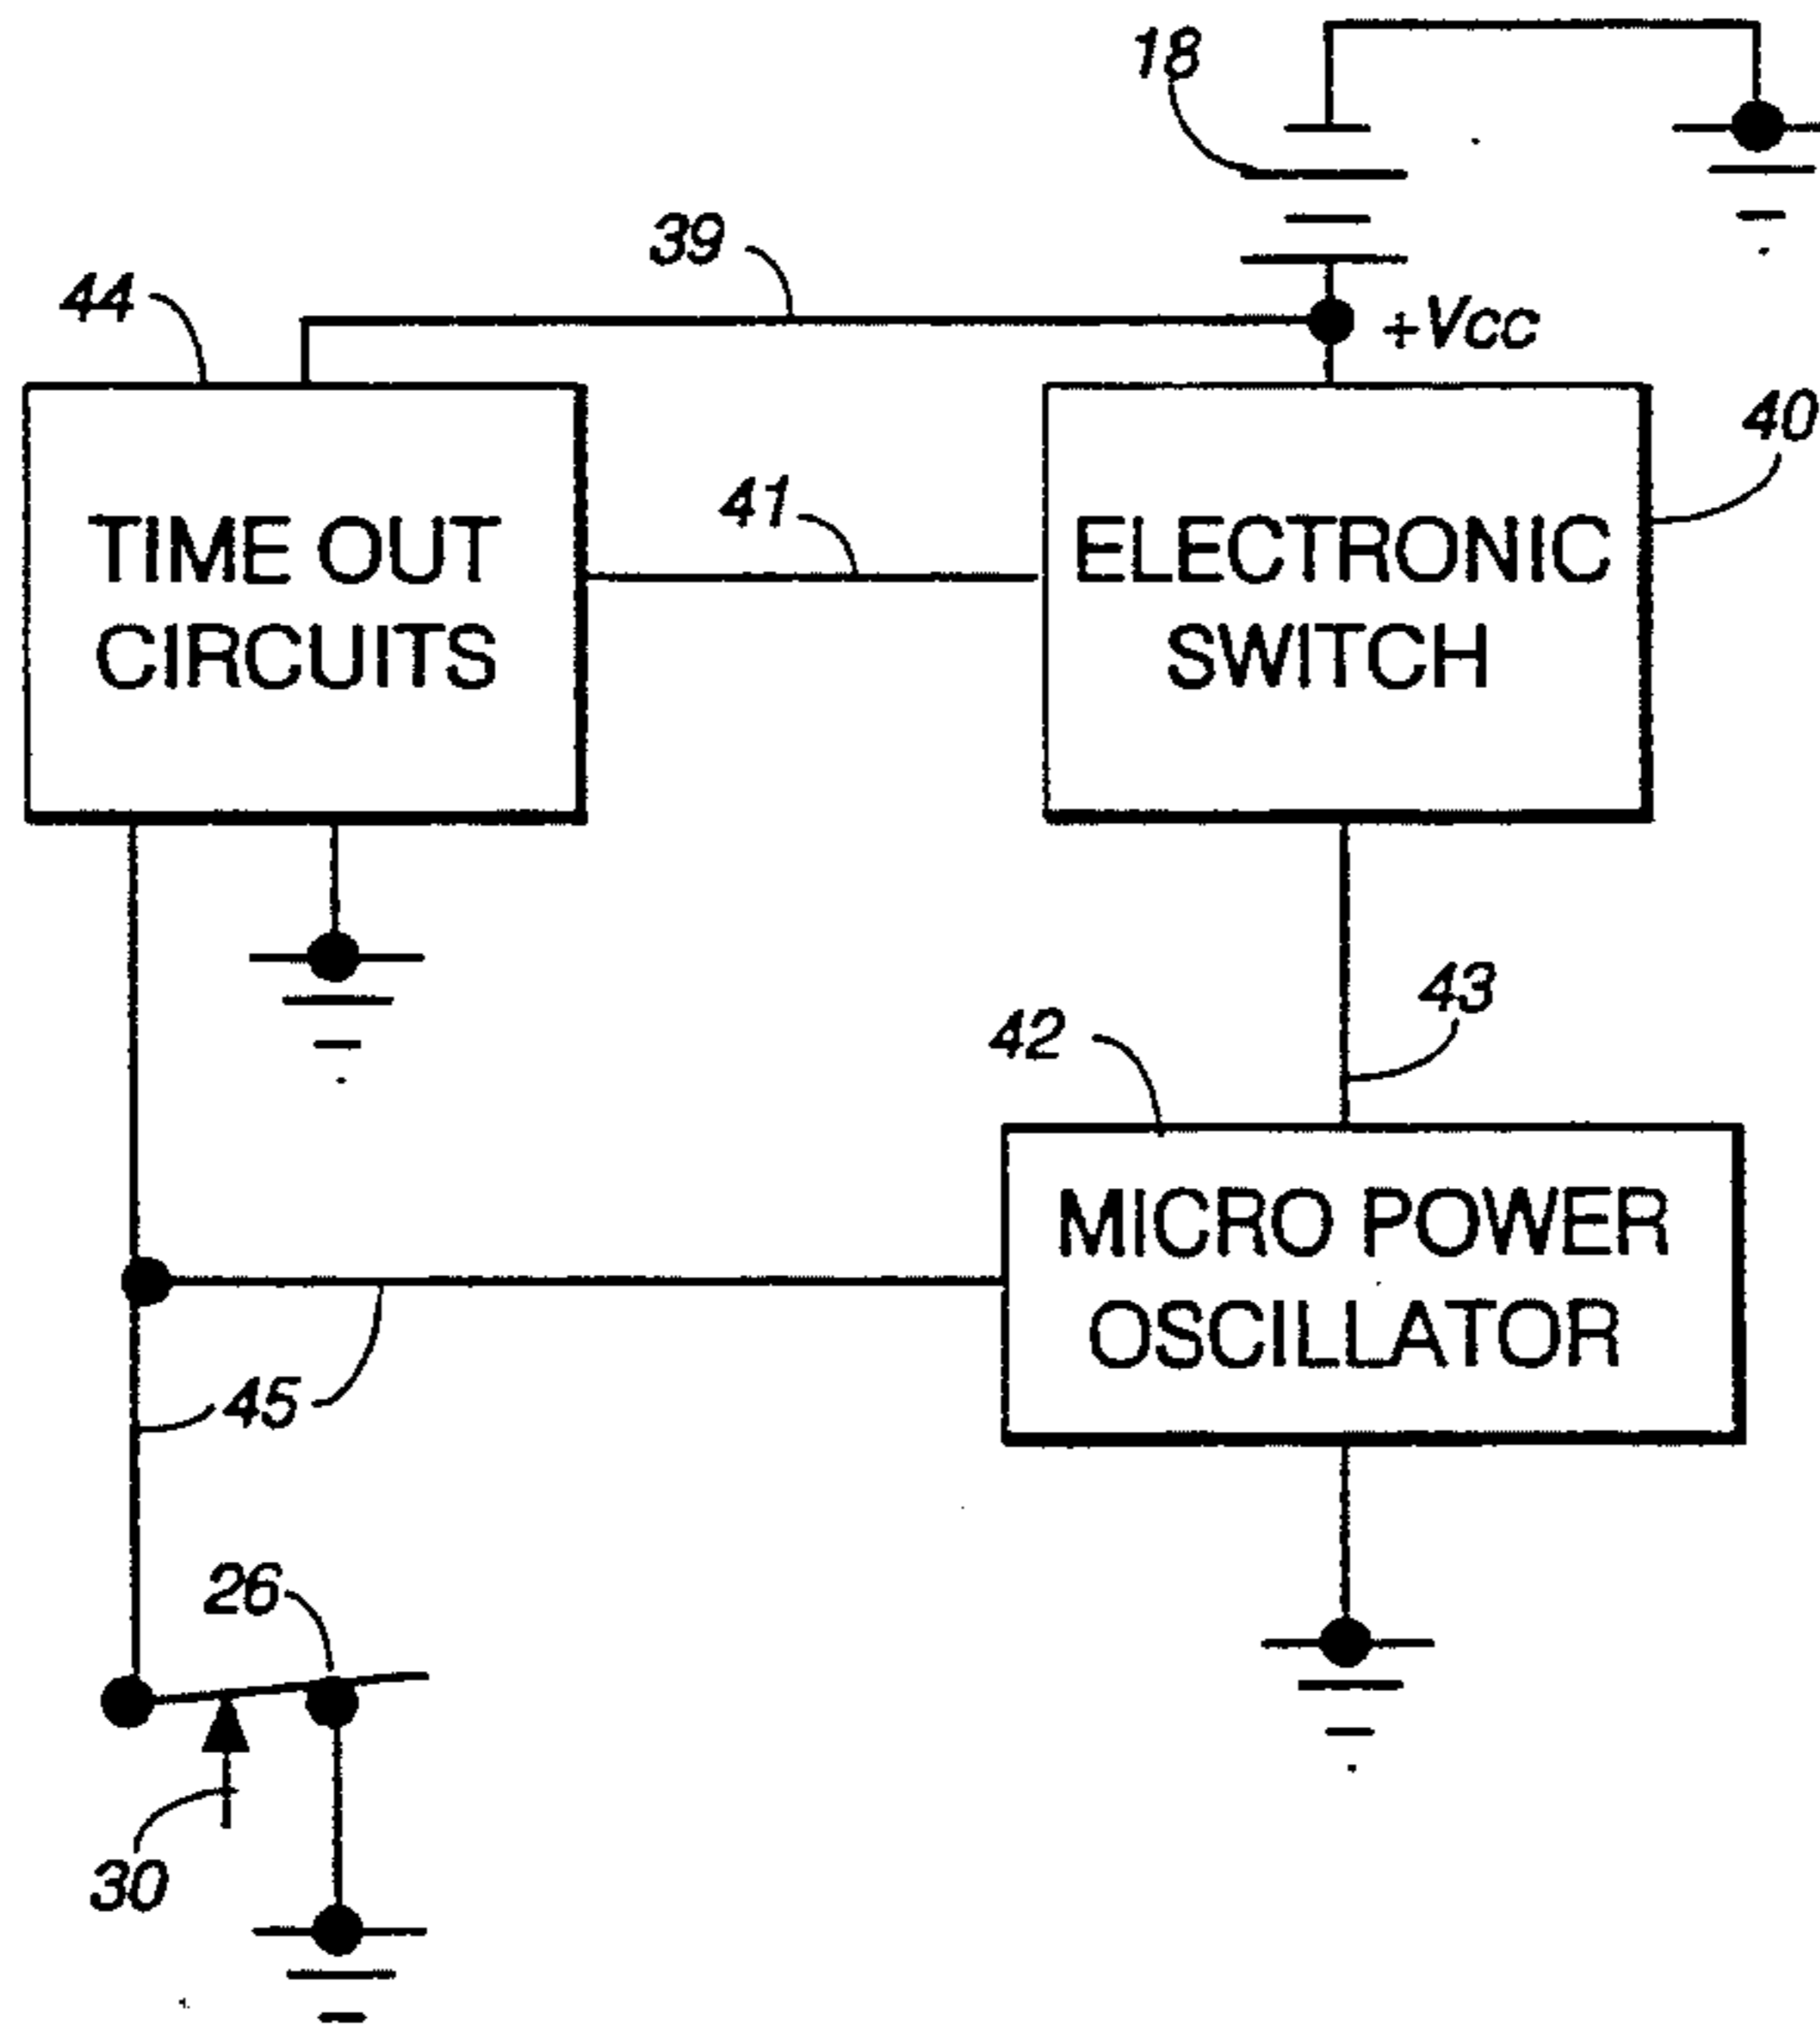 18
39
44
+Vcc
40
41
TIME OUT
CIRCUITS
ELECTRONIC
SWITCH
43
42
MICRO POWER
OSCILLATOR
45
26
30